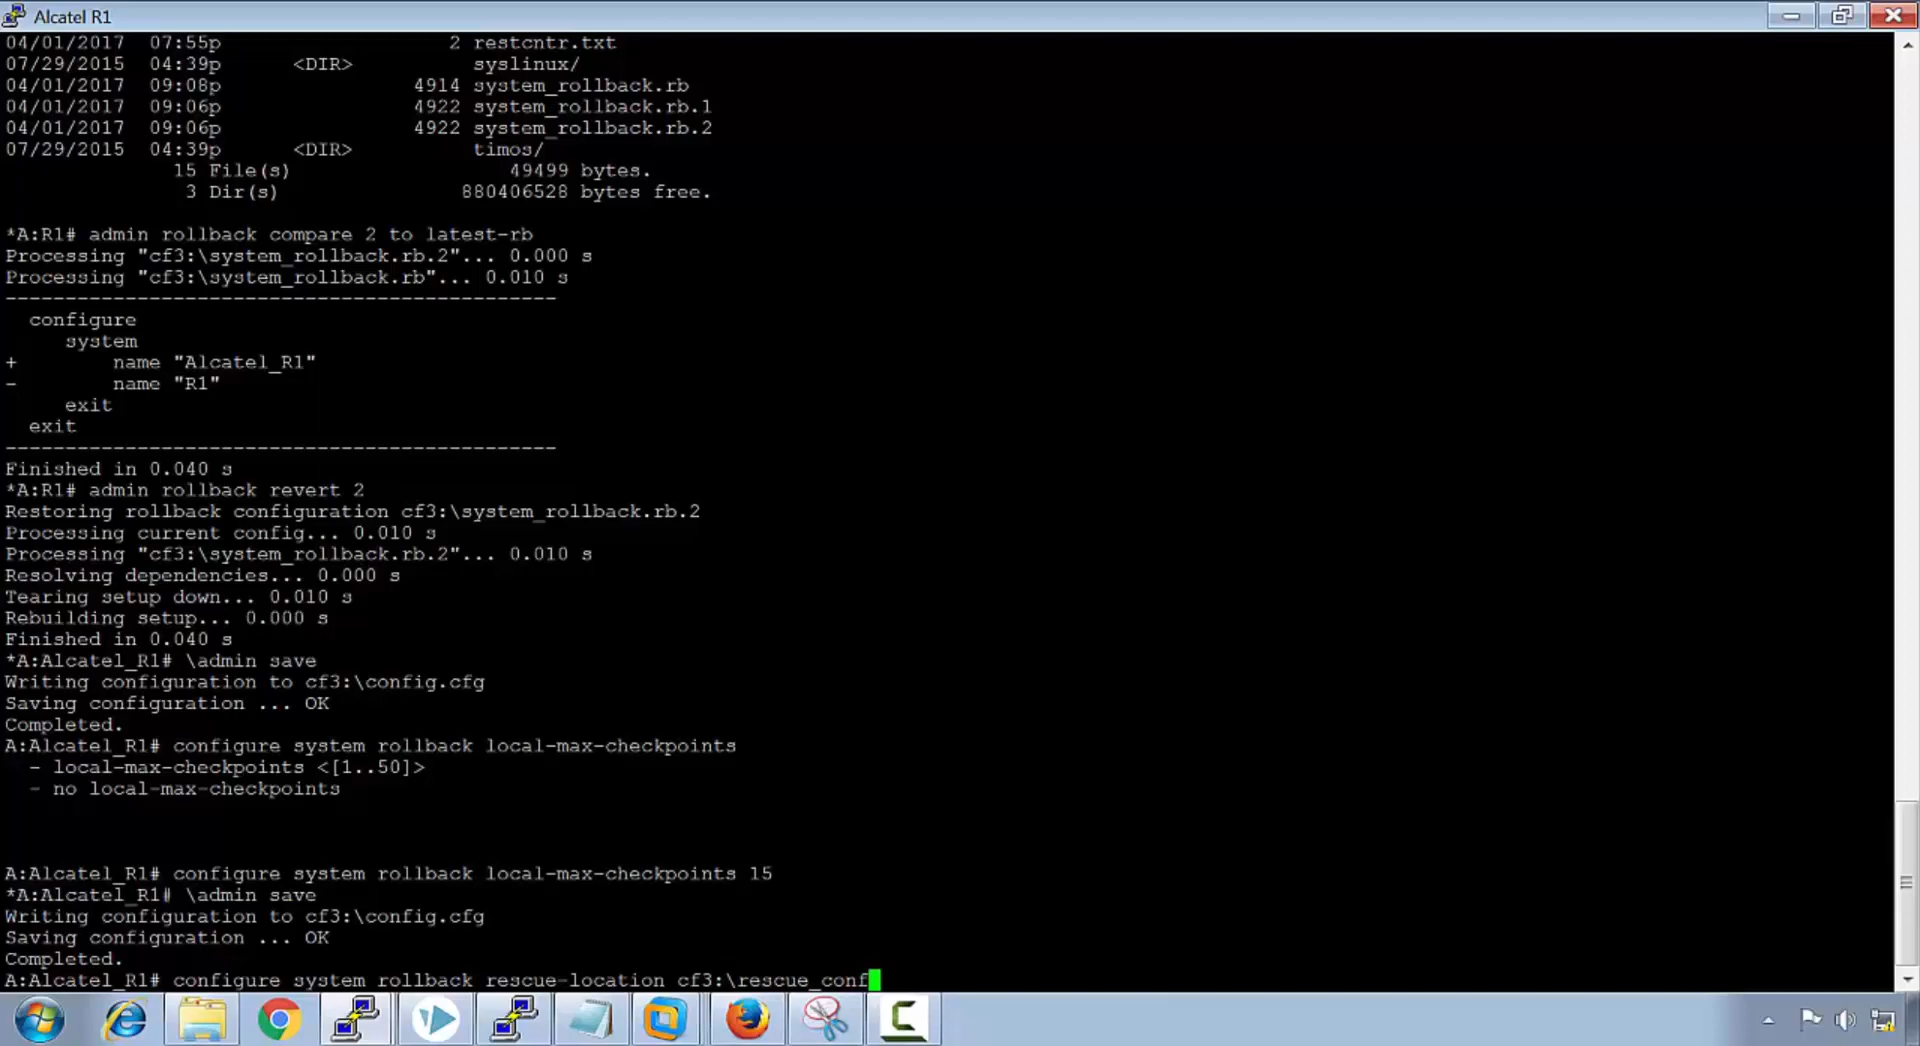 Alcatel R1
04/01/2017  07:55p                   2 restcntr.txt
07/29/2015  04:39p      <DIR>          syslinux/
04/01/2017  09:08p                4914 system_rollback.rb
04/01/2017  09:06p                4922 system_rollback.rb.1
04/01/2017  09:06p                4922 system_rollback.rb.2
07/29/2015  04:39p      <DIR>          timos/
              15 File(s)                  49499 bytes.
               3 Dir(s)               880406528 bytes free.
*A:R1# admin rollback compare 2 to latest-rb
Processing "cf3:\system_rollback.rb.2"... 0.000 s
Processing "cf3:\system_rollback.rb"... 0.010 s
----------------------------------------------
  configure
     system
+        name "Alcatel_R1"
-        name "R1"
     exit
  exit
----------------------------------------------
Finished in 0.040 s
*A:R1# admin rollback revert 2
Restoring rollback configuration cf3:\system_rollback.rb.2
Processing current config... 0.010 s
Processing "cf3:\system_rollback.rb.2"... 0.010 s
Resolving dependencies... 0.000 s
Tearing setup down... 0.010 s
Rebuilding setup... 0.000 s
Finished in 0.040 s
*A:Alcatel_R1# \admin save
Writing configuration to cf3:\config.cfg
Saving configuration ... OK
Completed.
A:Alcatel_R1# configure system rollback local-max-checkpoints
  - local-max-checkpoints <[1..50]>
  - no local-max-checkpoints
A:Alcatel_R1# configure system rollback local-max-checkpoints 15
*A:Alcatel_R1# \admin save
Writing configuration to cf3:\config.cfg
Saving configuration ... OK
Completed.
A:Alcatel_R1# configure system rollback rescue-location cf3:\rescue_conf